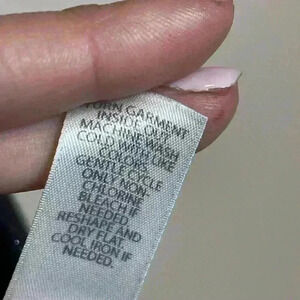 TURN GARMENT
INSIDE OUT.
MACHINE WASH
COLD WITH LIKE
COLORS
GENTLE CYCLE
ONLY NON-
CHLORINE
BLEACH IF
NEEDED
RESHAPE AND
DRY FLAT.
COOL IRON IF
NEEDED.